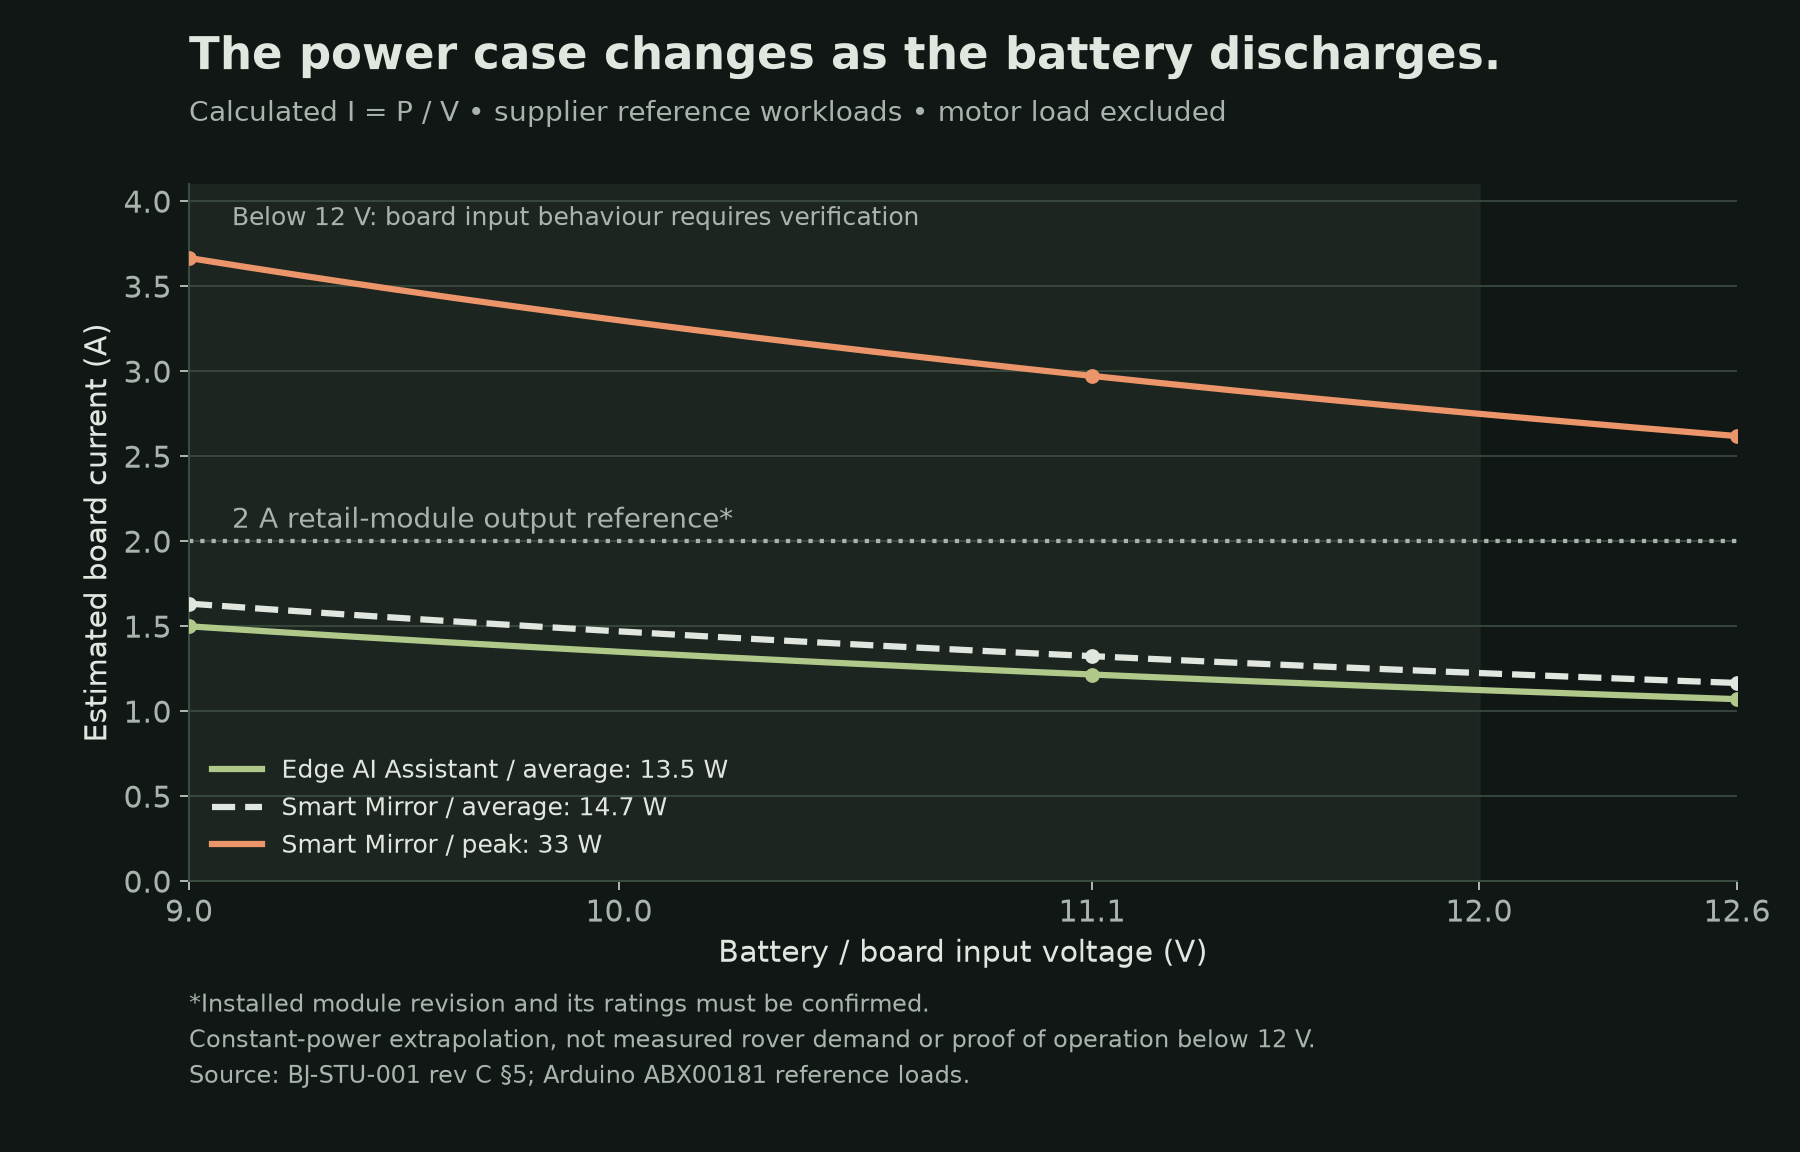 The power case changes as the battery discharges.
Calculated I = P / V • supplier reference workloads • motor load excluded
Estimated board current (A)
4.0
3.5
3.0
2.5
2.0
1.5
1.0
0.5
0.0
Below 12 V: board input behaviour requires verification
2 A retail-module output reference*
Edge AI Assistant / average: 13.5 W
Smart Mirror / average: 14.7 W
Smart Mirror / peak: 33 W
9.0 10.0 11.1 12.0 12.6
Battery / board input voltage (V)
*Installed module revision and its ratings must be confirmed.
Constant-power extrapolation, not measured rover demand or proof of operation below 12 V.
Source: BJ-STU-001 rev C §5; Arduino ABX00181 reference loads.